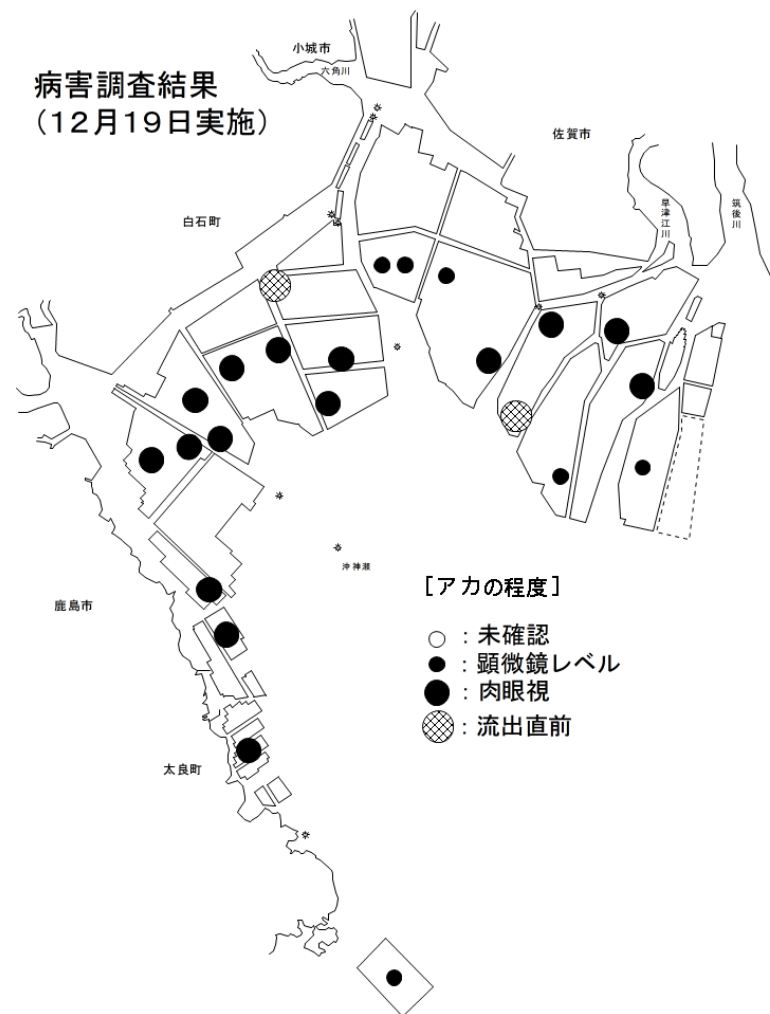 病害調査結果
（12月19日実施）
小城市
六角川
佐賀市
白石町
早津江川
筑後川
沖神瀬
鹿島市
太良町
［アカの程度］
：未確認
：顕微鏡レベル
：肉眼視
：流出直前